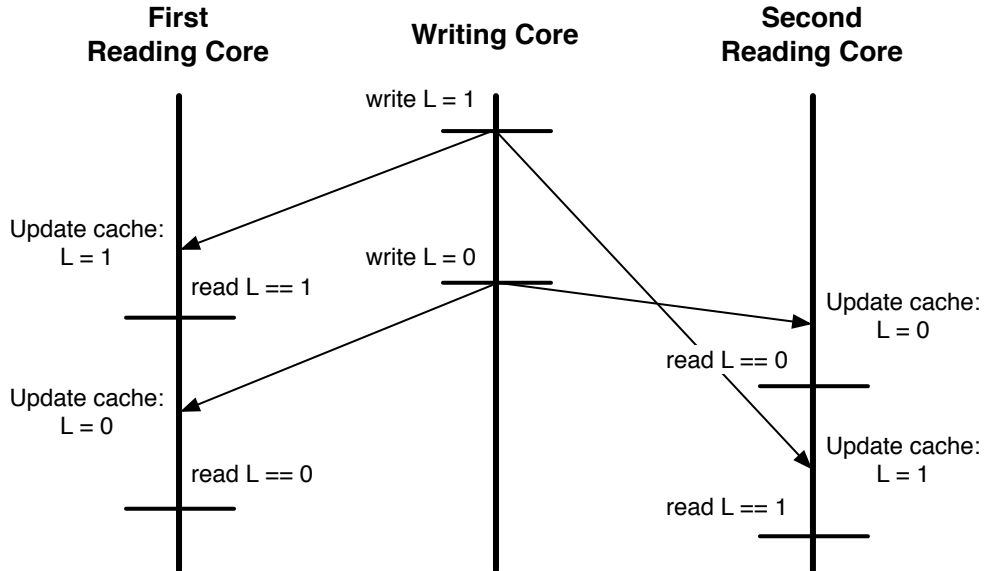 First
Reading Core
Writing Core
Second
Reading Core
write L = 1
Update cache:
L = 1
write L = 0
read L == 1
Update cache:
L = 0
read L == 0
Update cache:
L = 0
Update cache:
L = 1
read L == 0
read L == 1